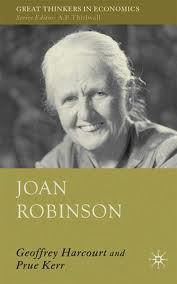 GREAT THINKERS IN ECONOMICS
Series Editor: A.P. Thirlwall
JOAN
ROBINSON
Geoffrey Harcourt and
Prue Kerr